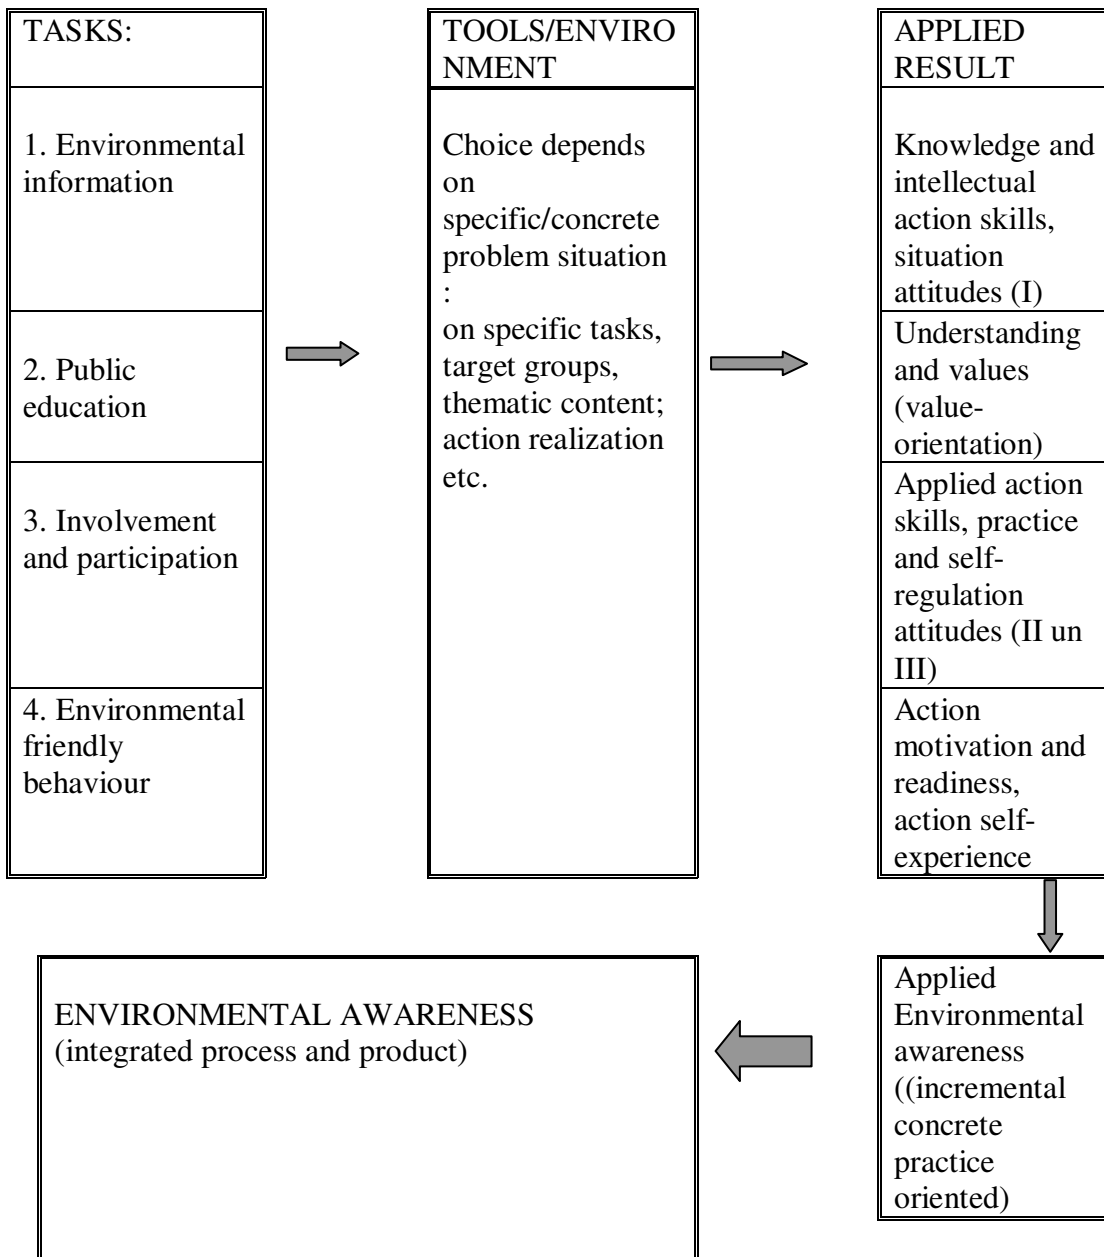 TASKS:
1. Environmental
information
2. Public
education
3. Involvement
and participation
4. Environmental
friendly
behaviour
TOOLS/ENVIRO
NMENT
Choice depends
on
specific/concrete
problem situation
:
on specific tasks,
target groups,
thematic content;
action realization
etc.
APPLIED
RESULT
Knowledge and
intellectual
action skills,
situation
attitudes (I)
Understanding
and values
(value-
orientation)
Applied action
skills, practice
and self-
regulation
attitudes (II un
III)
Action
motivation and
readiness,
action self-
experience
Applied
Environmental
awareness
((incremental
concrete
practice
oriented)
ENVIRONMENTAL AWARENESS
(integrated process and product)